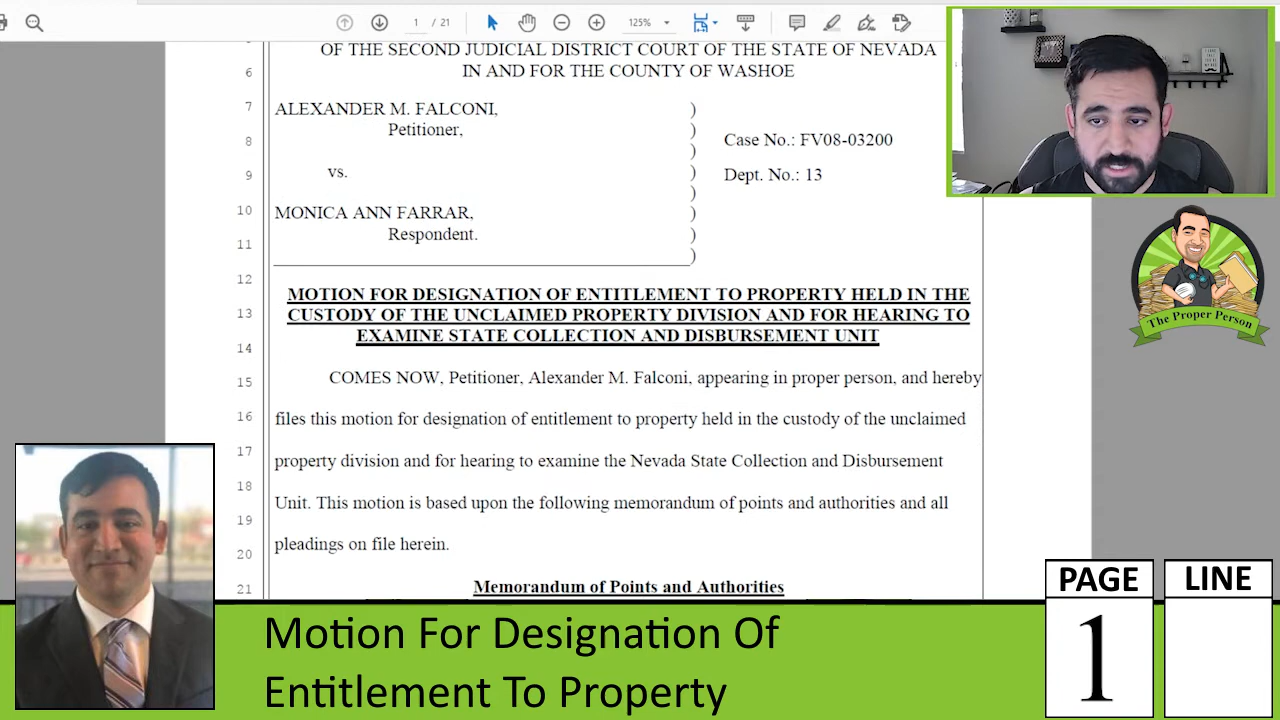 1 / 21
125%
OF THE SECOND JUDICIAL DISTRICT COURT OF THE STATE OF NEVADA
6
IN AND FOR THE COUNTY OF WASHOE
7
ALEXANDER M. FALCONI, )
Petitioner, )
8
Case No.: FV08-03200
)
vs. )
9
Dept. No.: 13
)
10
MONICA ANN FARRAR, )
Respondent. )
11
)
12
MOTION FOR DESIGNATION OF ENTITLEMENT TO PROPERTY HELD IN THE
13
CUSTODY OF THE UNCLAIMED PROPERTY DIVISION AND FOR HEARING TO
EXAMINE STATE COLLECTION AND DISBURSEMENT UNIT
14
COMES NOW, Petitioner, Alexander M. Falconi, appearing in proper person, and hereby
15
files this motion for designation of entitlement to property held in the custody of the unclaimed
16
17
property division and for hearing to examine the Nevada State Collection and Disbursement
18
Unit. This motion is based upon the following memorandum of points and authorities and all
19
pleadings on file herein.
20
Memorandum of Points and Authorities
21
The Proper Person
Motion For Designation Of
Entitlement To Property
PAGE
1
LINE